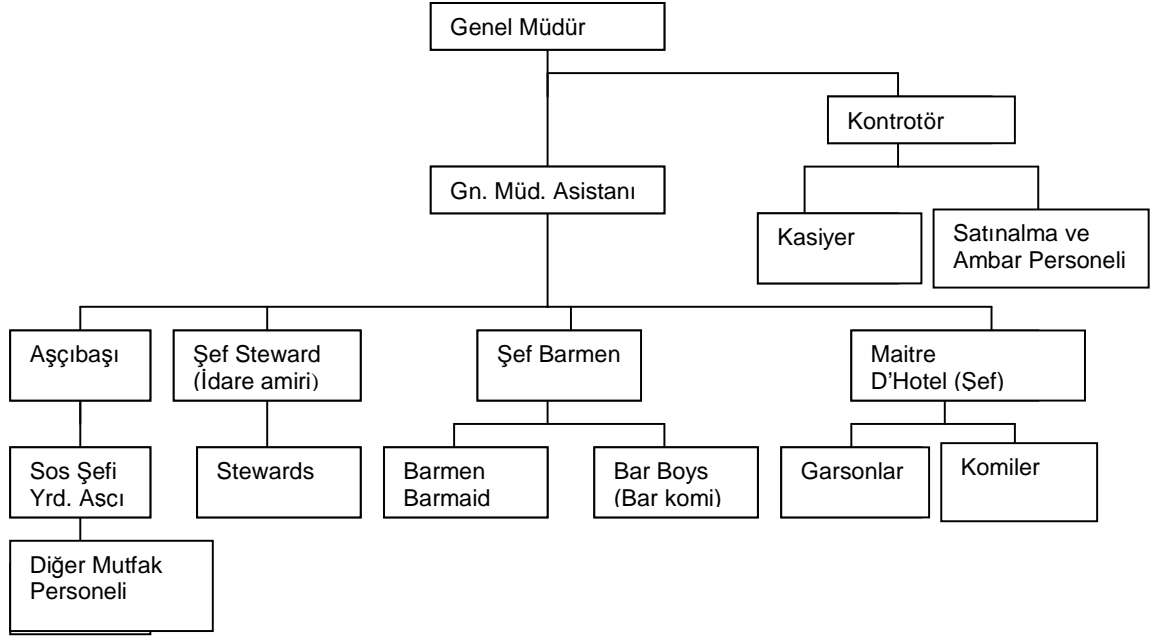 Genel Müdür
Kontrotör
Gn. Müd. Asistanı
Kasiyer
Satınalma ve
Ambar Personeli
Aşçıbaşı
Şef Steward
(İdare amiri)
Şef Barmen
Maitre
D’Hotel (Şef)
Sos Şefi
Yrd. Aşcı
Stewards
Barmen
Barmaid
Bar Boys
(Bar komi)
Garsonlar
Komiler
Diğer Mutfak
Personeli